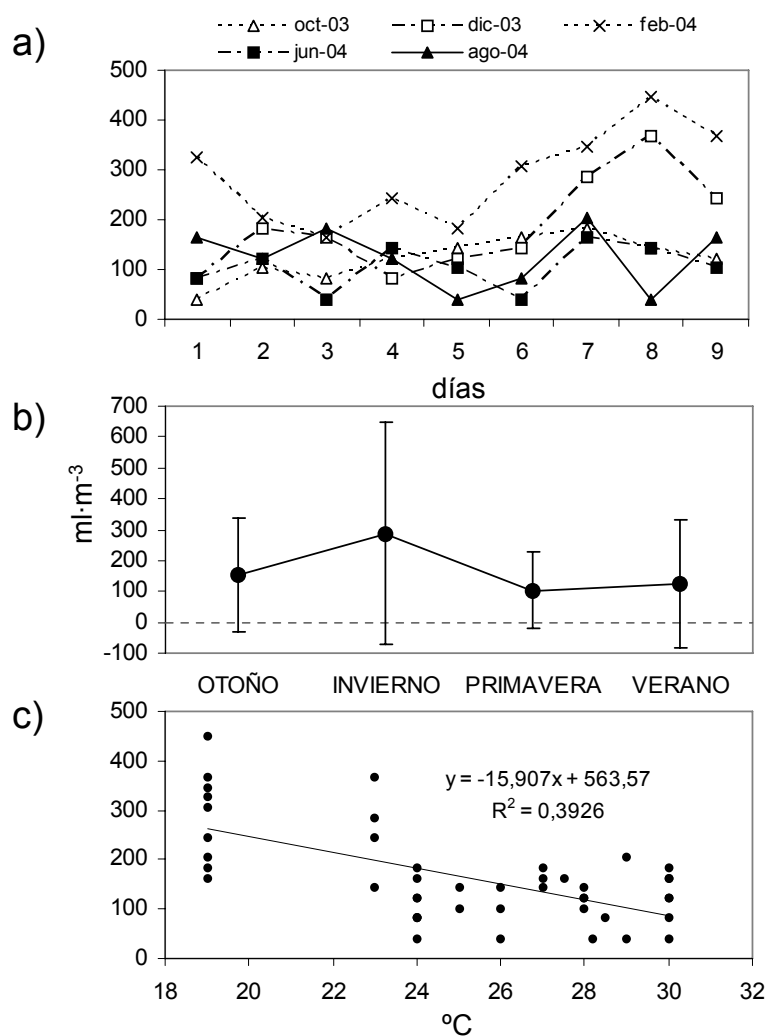 oct-03 dic-03 feb-04
jun-04 ago-04
a)
500
400
300
200
100
0
1 2 3 4 5 6 7 8 9
días
b)
700
600
500
400
300
200
100
0
-100
ml·m-3
OTOÑO INVIERNO PRIMAVERA VERANO
c)
500
400
300
200
100
0
y = -15,907x + 563,57
R2 = 0,3926
18 20 22 24 26 28 30 32
ºC